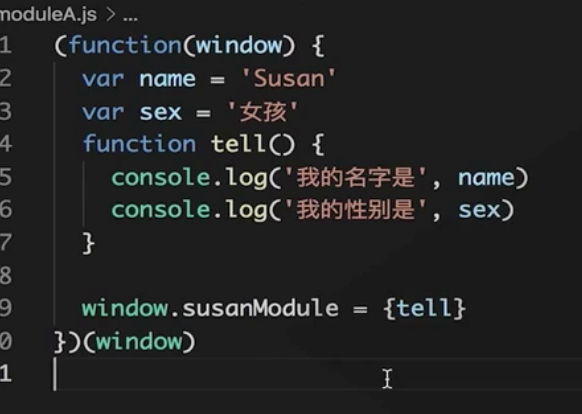 moduleA.js > ...
1 (function(window) {
2 var name = 'Susan'
3 var sex = '女孩'
4 function tell() {
5 console.log('我的名字是', name)
6 console.log('我的性别是', sex)
7 }
8
9 window.susanModule = {tell}
0 })(window)
1